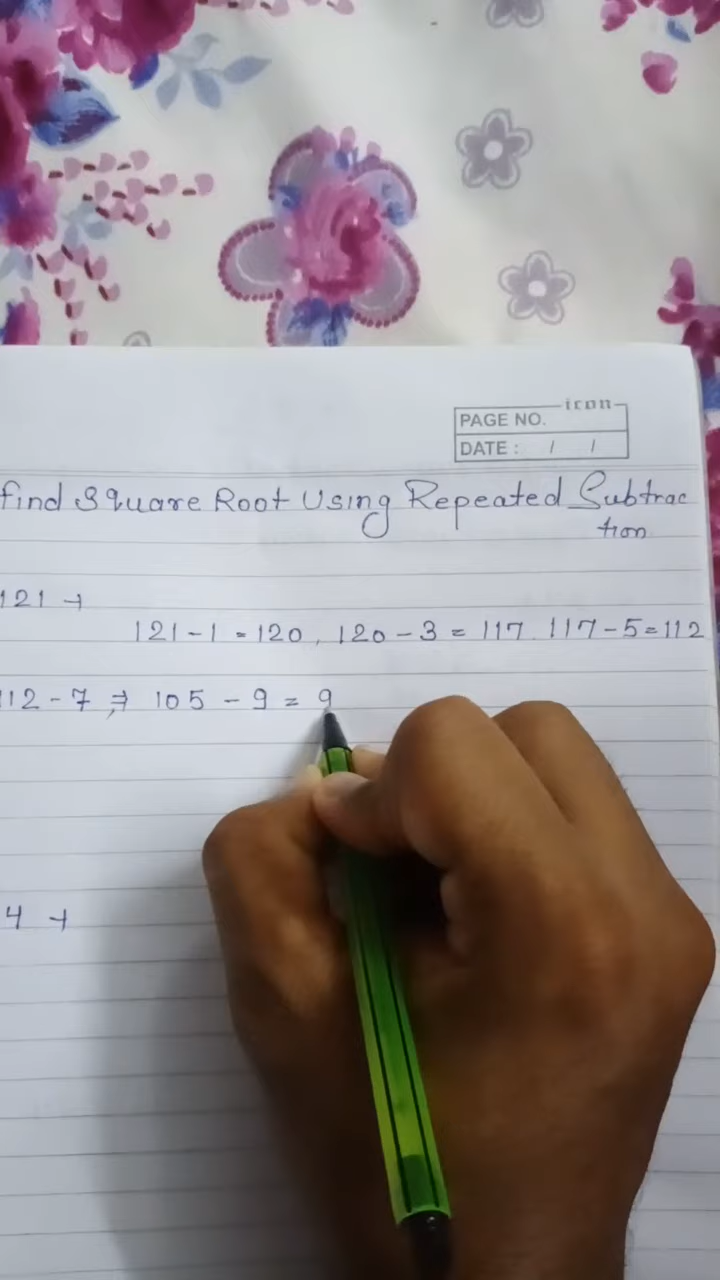 icon
PAGE NO.
DATE : / /
find Square Root Using Repeated Subtrac
tion
121 →
121 - 1 = 120, 120 - 3 = 117. 117 - 5 = 112
112 - 7 ⇒ 105 - 9 = 9
4 →